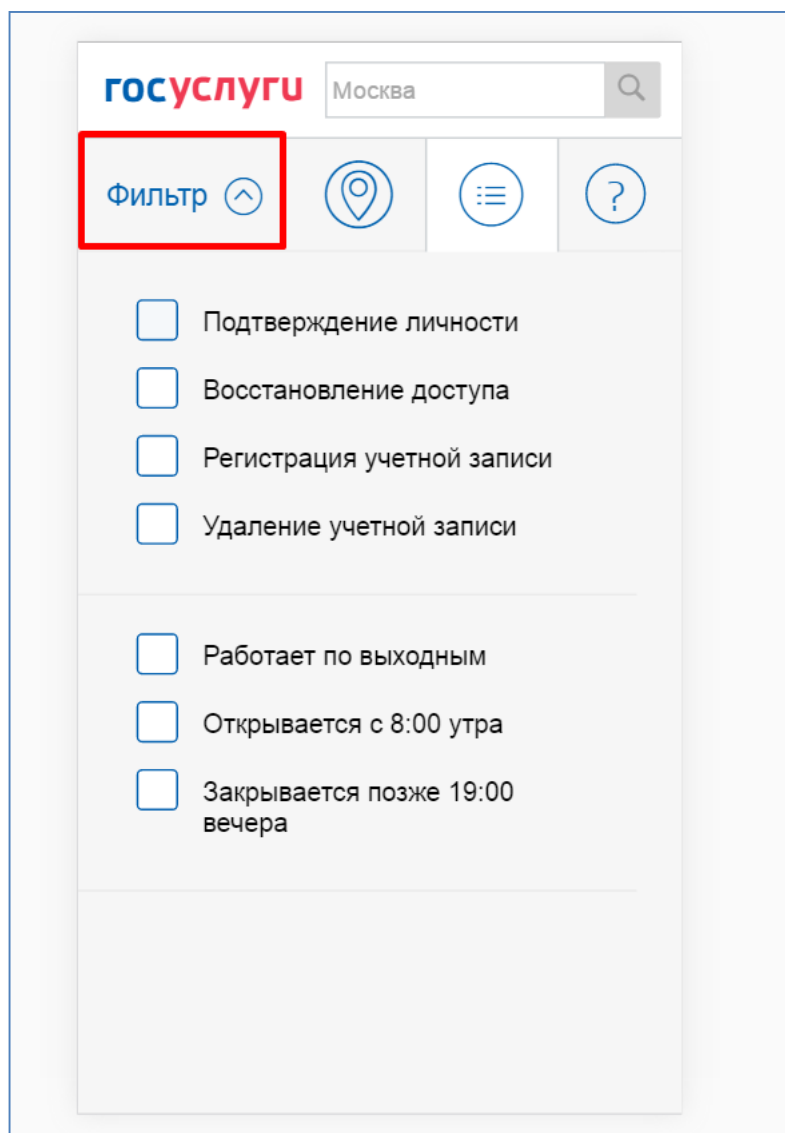 госуслуги
Москва
Фильтр
?
Подтверждение личности
Восстановление доступа
Регистрация учетной записи
Удаление учетной записи
Работает по выходным
Открывается с 8:00 утра
Закрывается позже 19:00
вечера